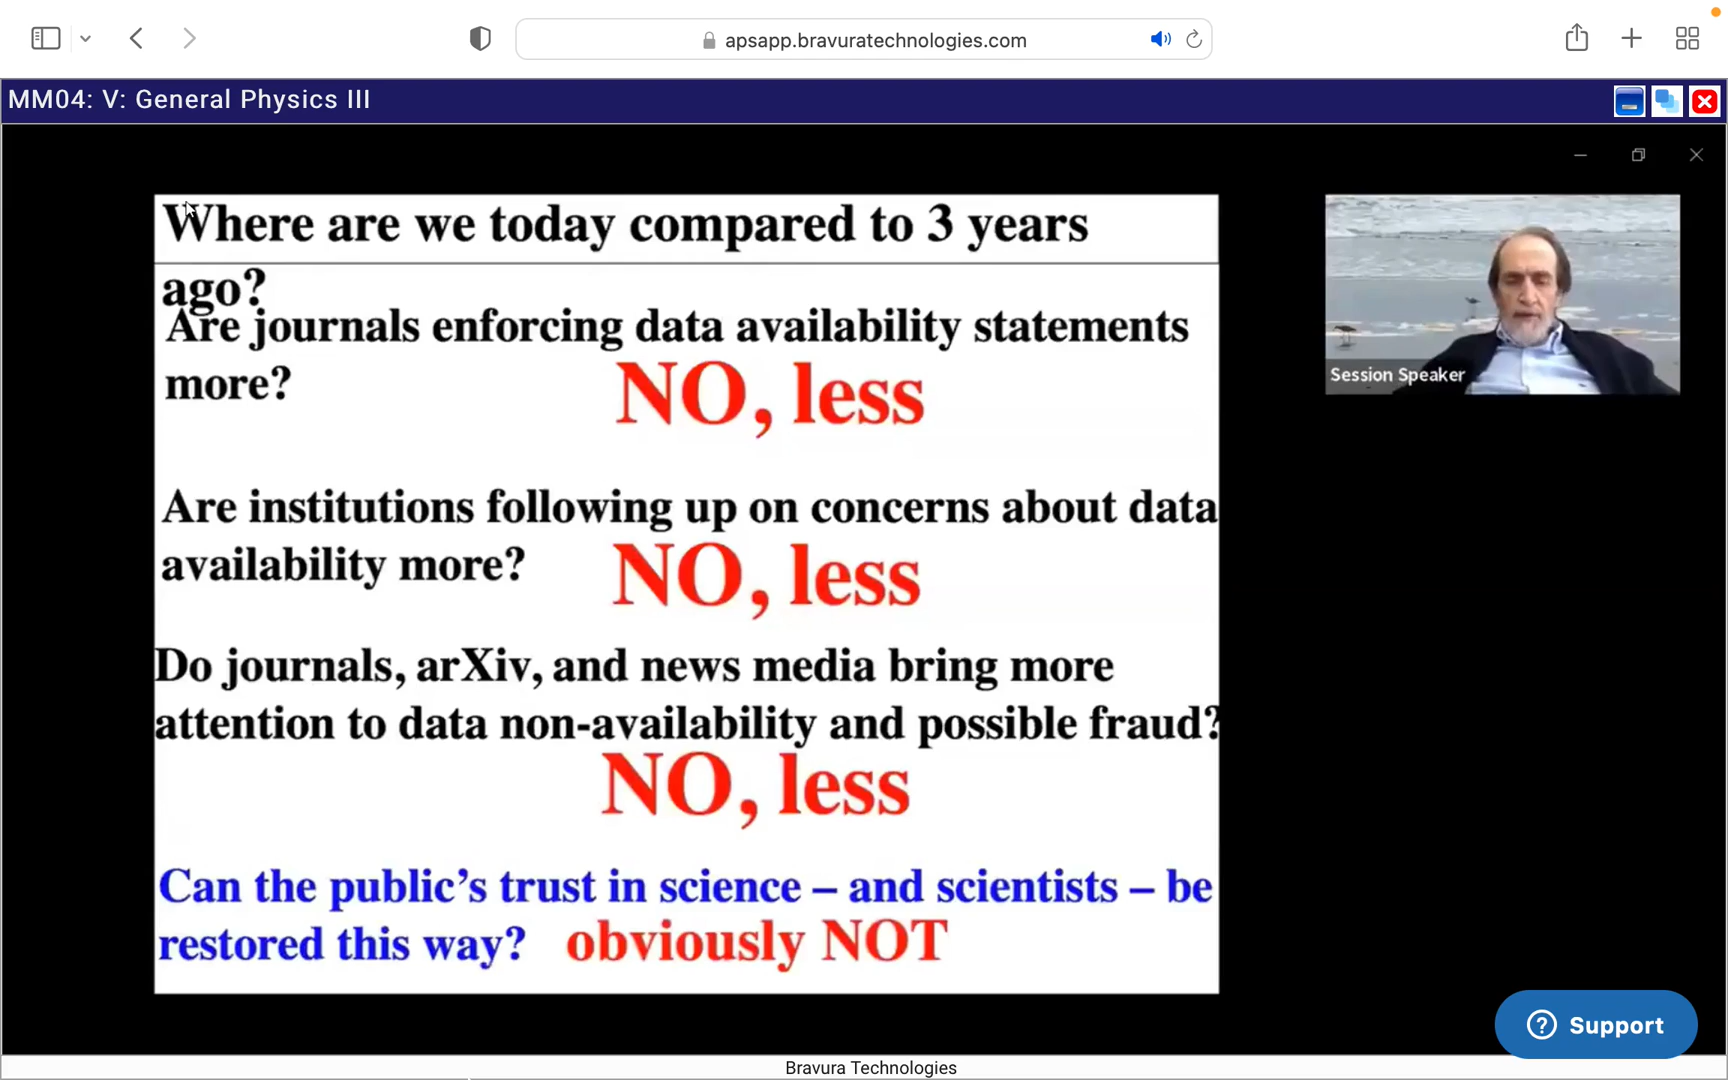 apsapp.bravuratechnologies.com
MM04: V: General Physics III
Where are we today compared to 3 years
ago?
Are journals enforcing data availability statements
more?
NO, less
Are institutions following up on concerns about data
availability more?
NO, less
Do journals, arXiv, and news media bring more
attention to data non-availability and possible fraud?
NO, less
Can the public’s trust in science – and scientists – be
restored this way? obviously NOT
Session Speaker
Support
Bravura Technologies